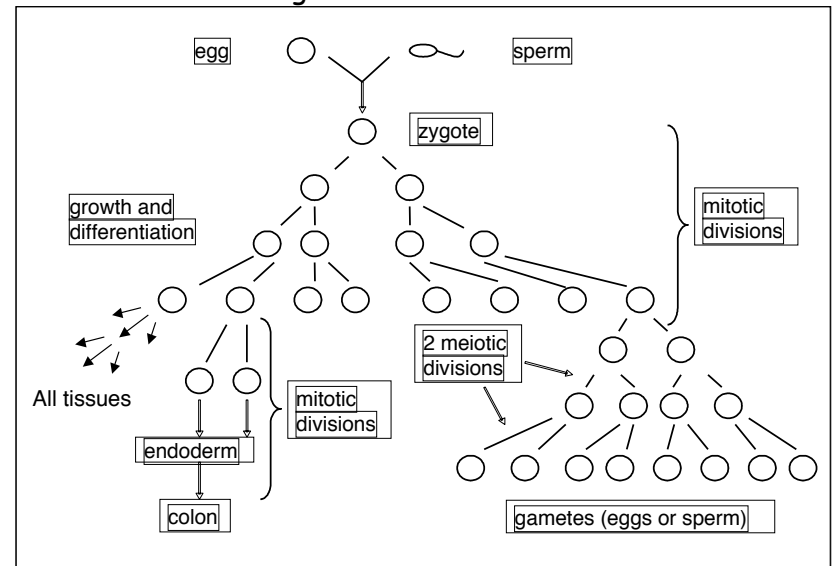 egg
sperm
zygote
growth and
differentiation
mitotic
divisions
2 meiotic
divisions
All tissues
mitotic
divisions
endoderm
colon
gametes (eggs or sperm)